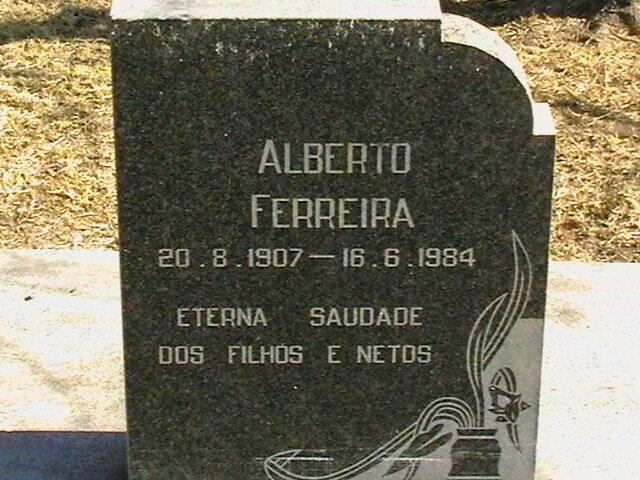 ALBERTO
FERREIRA
20.8.1907—16.6.1984
ETERNA SAUDADE
DOS FILHOS E NETOS